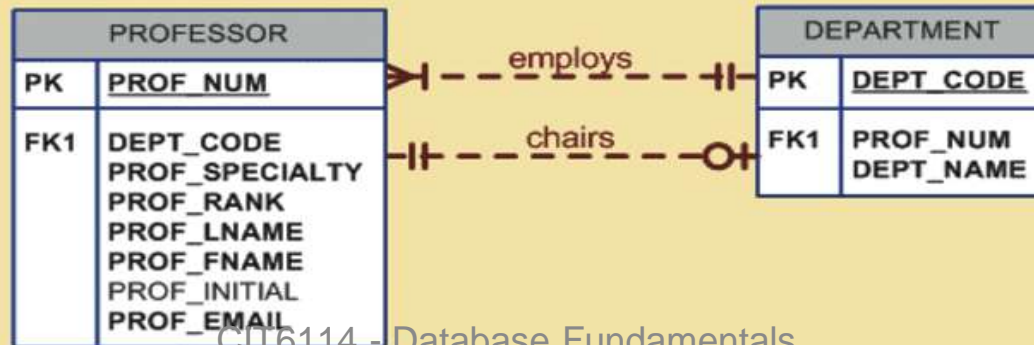 PROFESSOR
PK PROF_NUM
FK1 DEPT_CODE
PROF_SPECIALTY
PROF_RANK
PROF_LNAME
PROF_FNAME
PROF_INITIAL
PROF_EMAIL
employs
chairs
DEPARTMENT
PK DEPT_CODE
FK1 PROF_NUM
DEPT_NAME
CIT6114 - Database Fundamentals